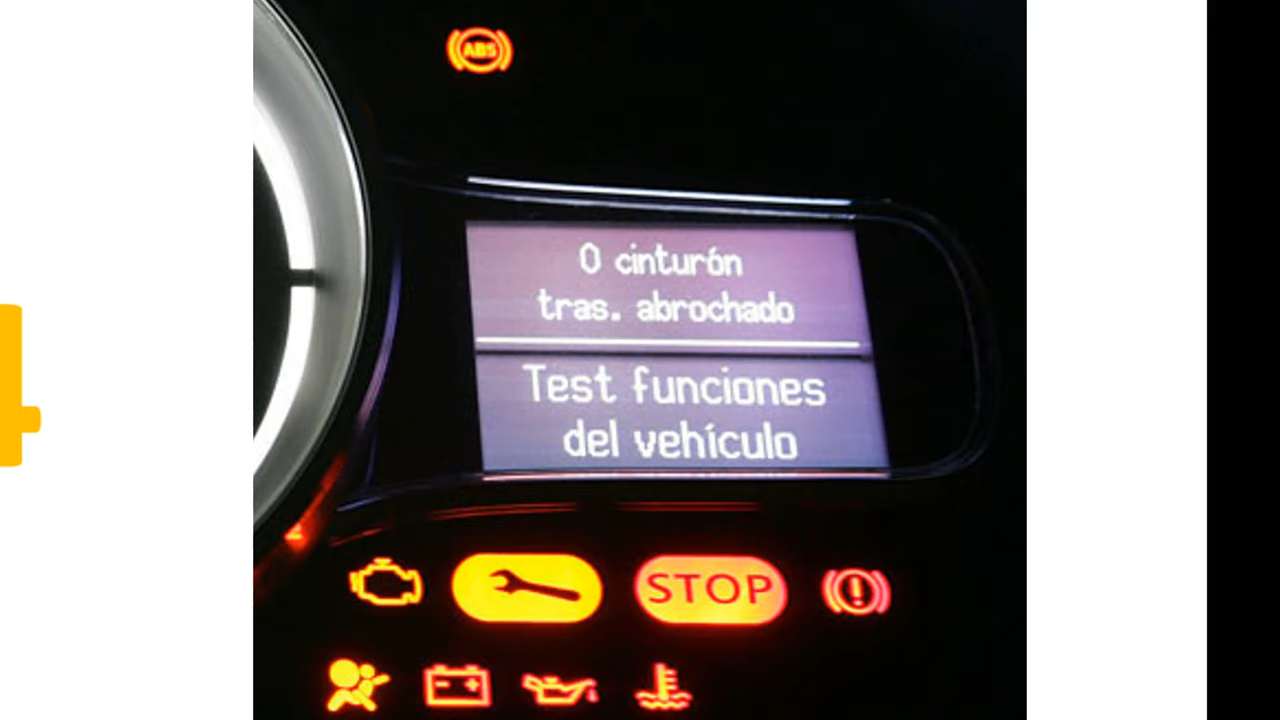 ABS
0 cinturón
tras. abrochado
Test funciones
del vehículo
STOP